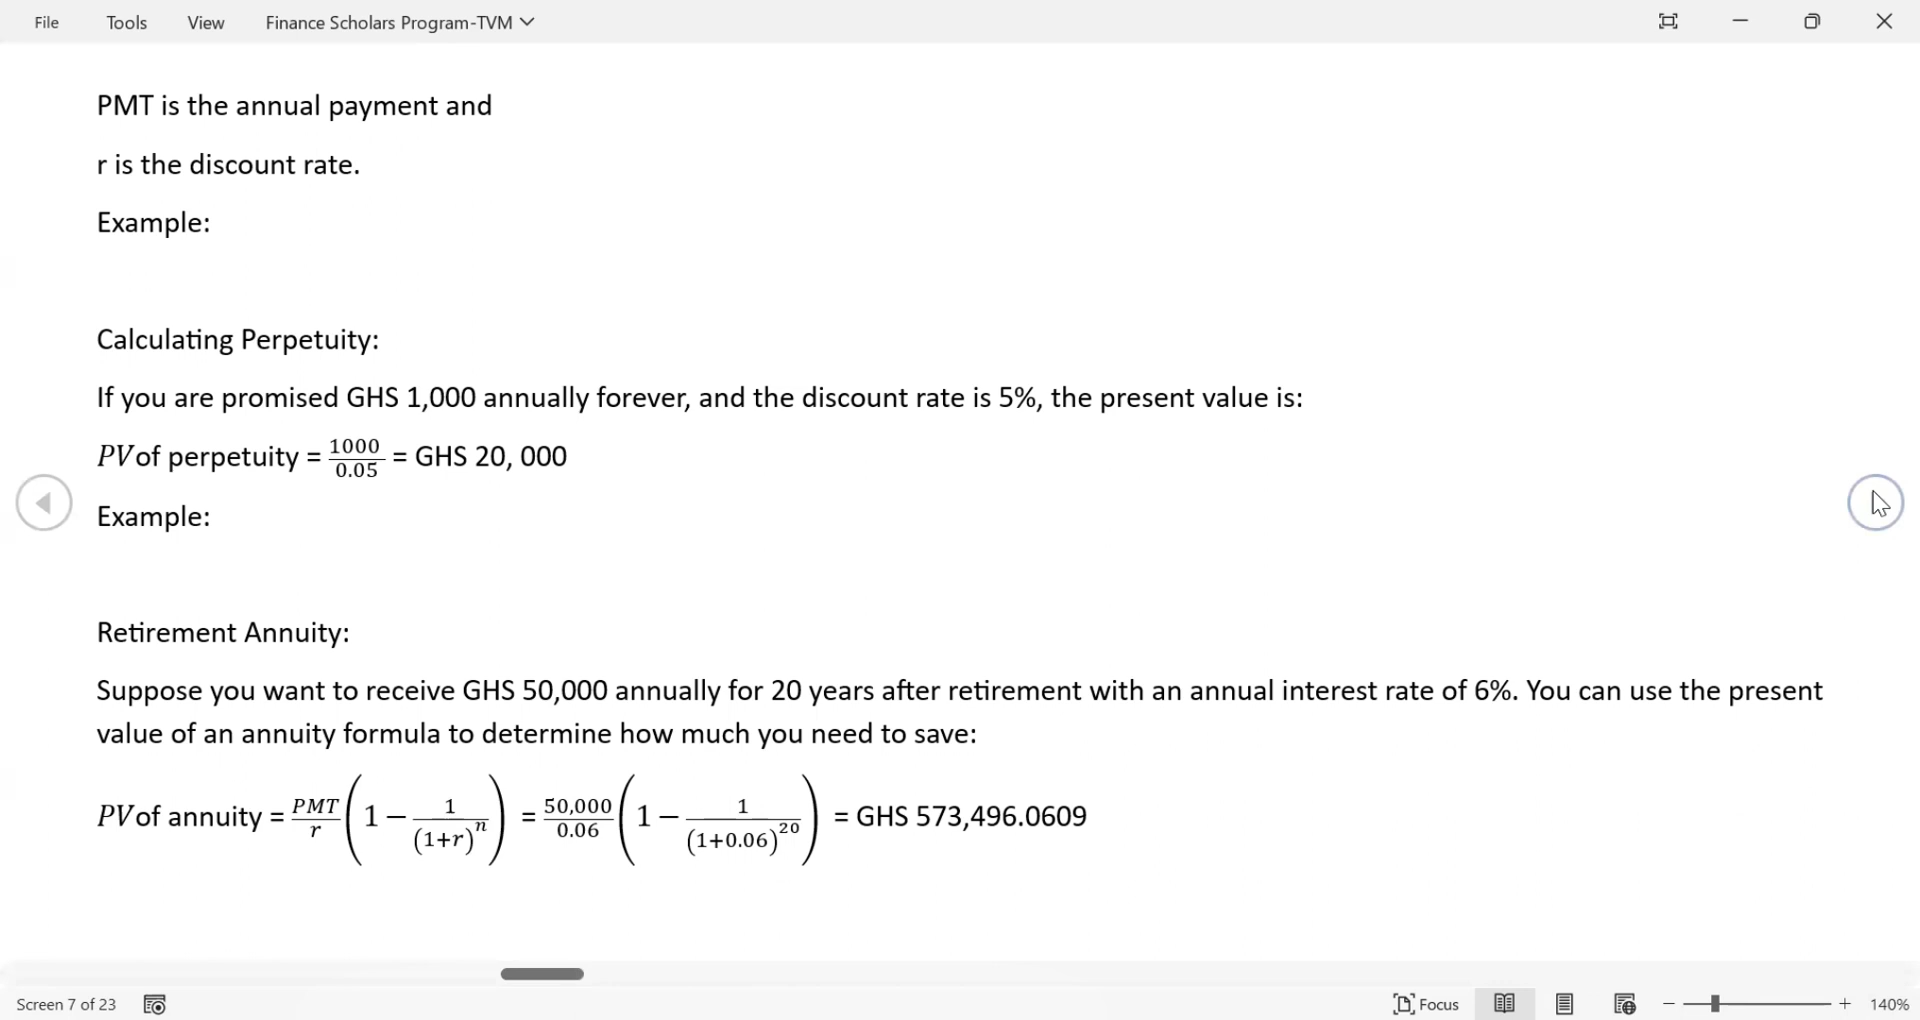 File Tools View Finance Scholars Program-TVM
PMT is the annual payment and
r is the discount rate.
Example:
Calculating Perpetuity:
If you are promised GHS 1,000 annually forever, and the discount rate is 5%, the present value is:
PVof perpetuity = 1000/0.05 = GHS 20, 000
Example:
Retirement Annuity:
Suppose you want to receive GHS 50,000 annually for 20 years after retirement with an annual interest rate of 6%. You can use the present
value of an annuity formula to determine how much you need to save:
PVof annuity = PMT/r (1 − 1/(1+r)^n) = 50,000/0.06 (1 − 1/(1+0.06)^20) = GHS 573,496.0609
Screen 7 of 23 Focus 140%